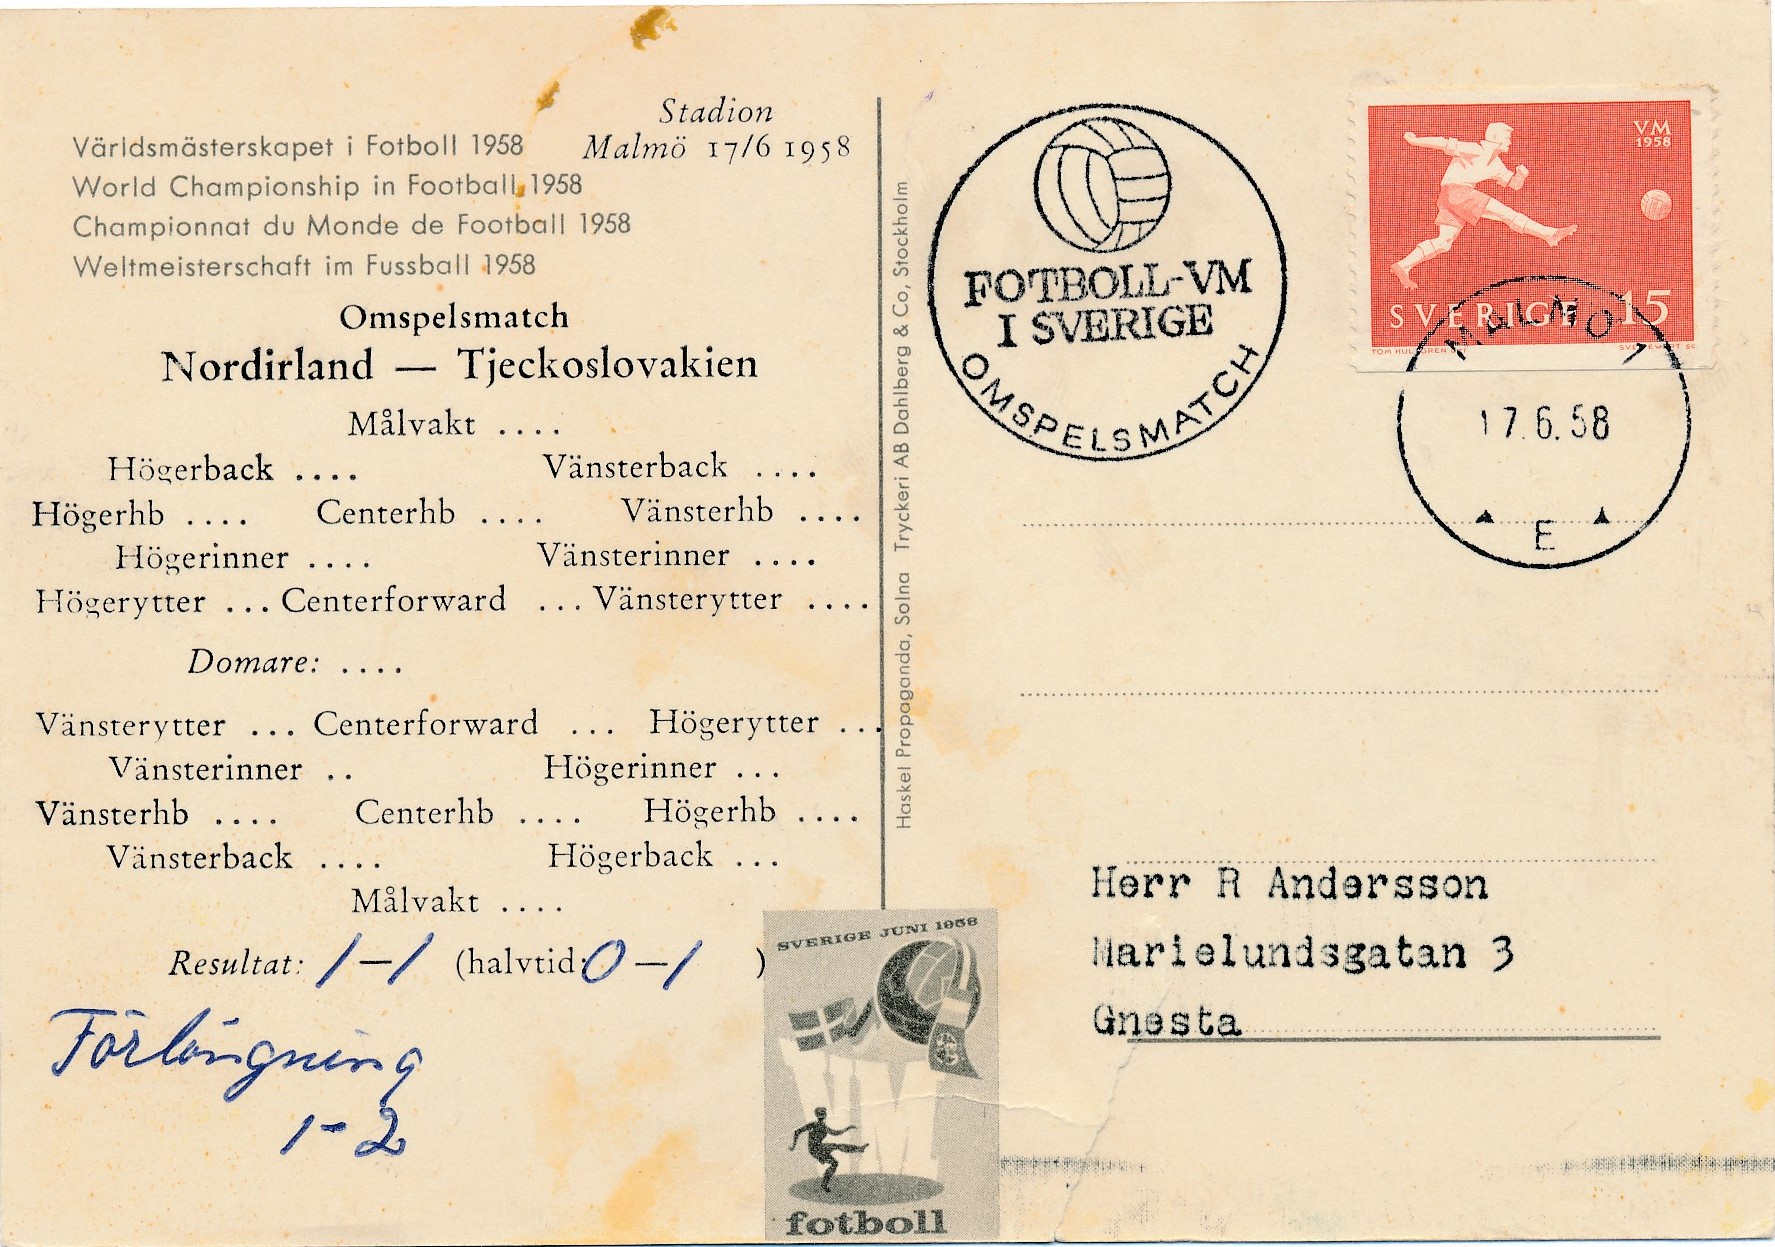 Stadion
Malmö 17/6 1958
Världsmästerskapet i Fotboll 1958
World Championship in Football 1958
Championnat du Monde de Football 1958
Weltmeisterschaft im Fussball 1958
Omspelsmatch
Nordirland — Tjeckoslovakien
Målvakt ....
Högerback .... Vänsterback ....
Högerhb .... Centerhb .... Vänsterhb ....
Högerinner .... Vänsterinner ....
Högerytter ... Centerforward ... Vänsterytter ....
Domare: ....
Vänsterytter ... Centerforward ... Högerytter ...
Vänsterinner .. Högerinner ...
Vänsterhb .... Centerhb .... Högerhb ....
Vänsterback .... Högerback ...
Målvakt ....
Resultat: 1-1 (halvtid: 0-1 )
Förlängning
1-2
SVERIGE JUNI 1958
fotboll
Haskel Propaganda, Solna Tryckeri AB Dahlberg & Co, Stockholm
FOTBOLL-VM
I SVERIGE
OMSPELSMATCH
VM
1958
SVERIGE 15
MALMÖ 1
17.6.58
E
Herr R Andersson
Marielundsgatan 3
Gnesta